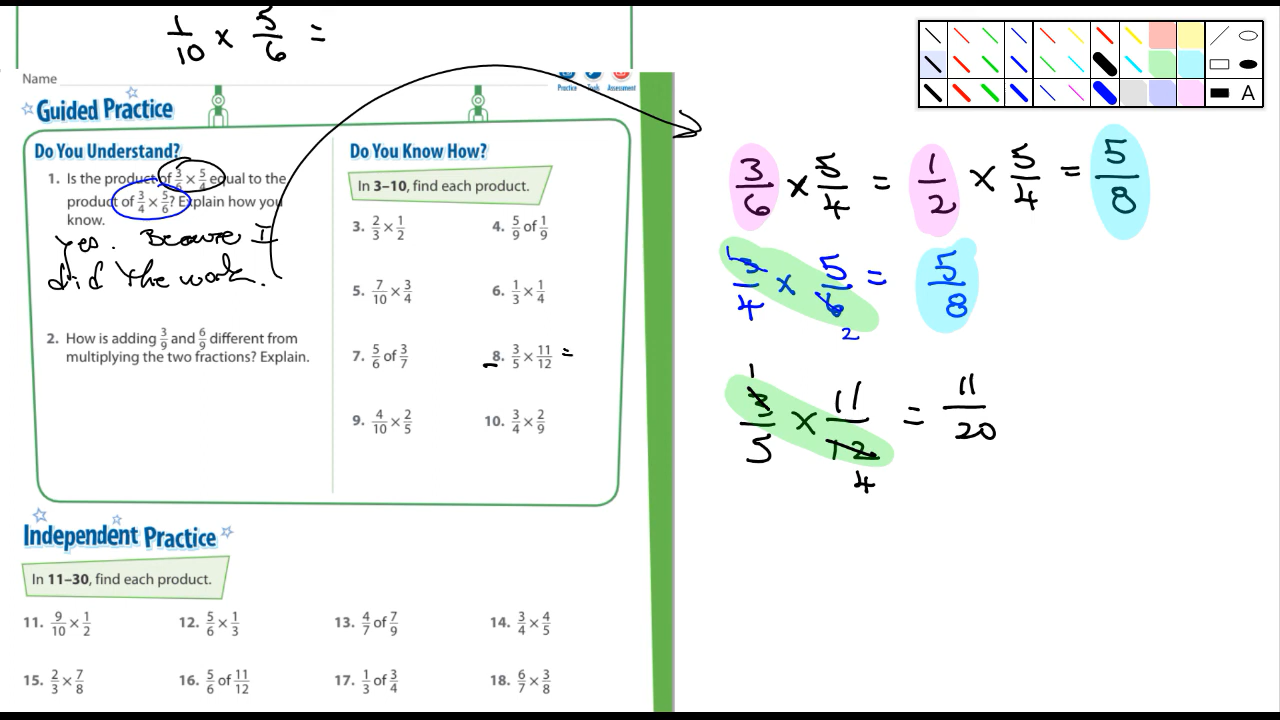 1/10 × 5/6 =
Name
Practice Tools Assessment
Guided Practice
Do You Understand?
1. Is the product of 3/6 × 5/4 equal to the
product of 3/4 × 5/6? Explain how you
know.
Yes. Because I
did the work.
2. How is adding 3/9 and 6/9 different from
multiplying the two fractions? Explain.
Do You Know How?
In 3–10, find each product.
3. 2/3 × 1/2
4. 5/9 of 1/9
5. 7/10 × 3/4
6. 1/3 × 1/4
7. 5/6 of 3/7
8. 3/5 × 11/12 =
9. 4/10 × 2/5
10. 3/4 × 2/9
Independent Practice
In 11–30, find each product.
11. 9/10 × 1/2
12. 5/6 × 1/3
13. 4/7 of 7/9
14. 3/4 × 4/5
15. 2/3 × 7/8
16. 5/6 of 11/12
17. 1/3 of 3/4
18. 6/7 × 3/8
A
3/6 × 5/4 = 1/2 × 5/4 = 5/8
1 3/4 × 5/6 2 = 5/8
1 3/5 × 11/12 4 = 11/20